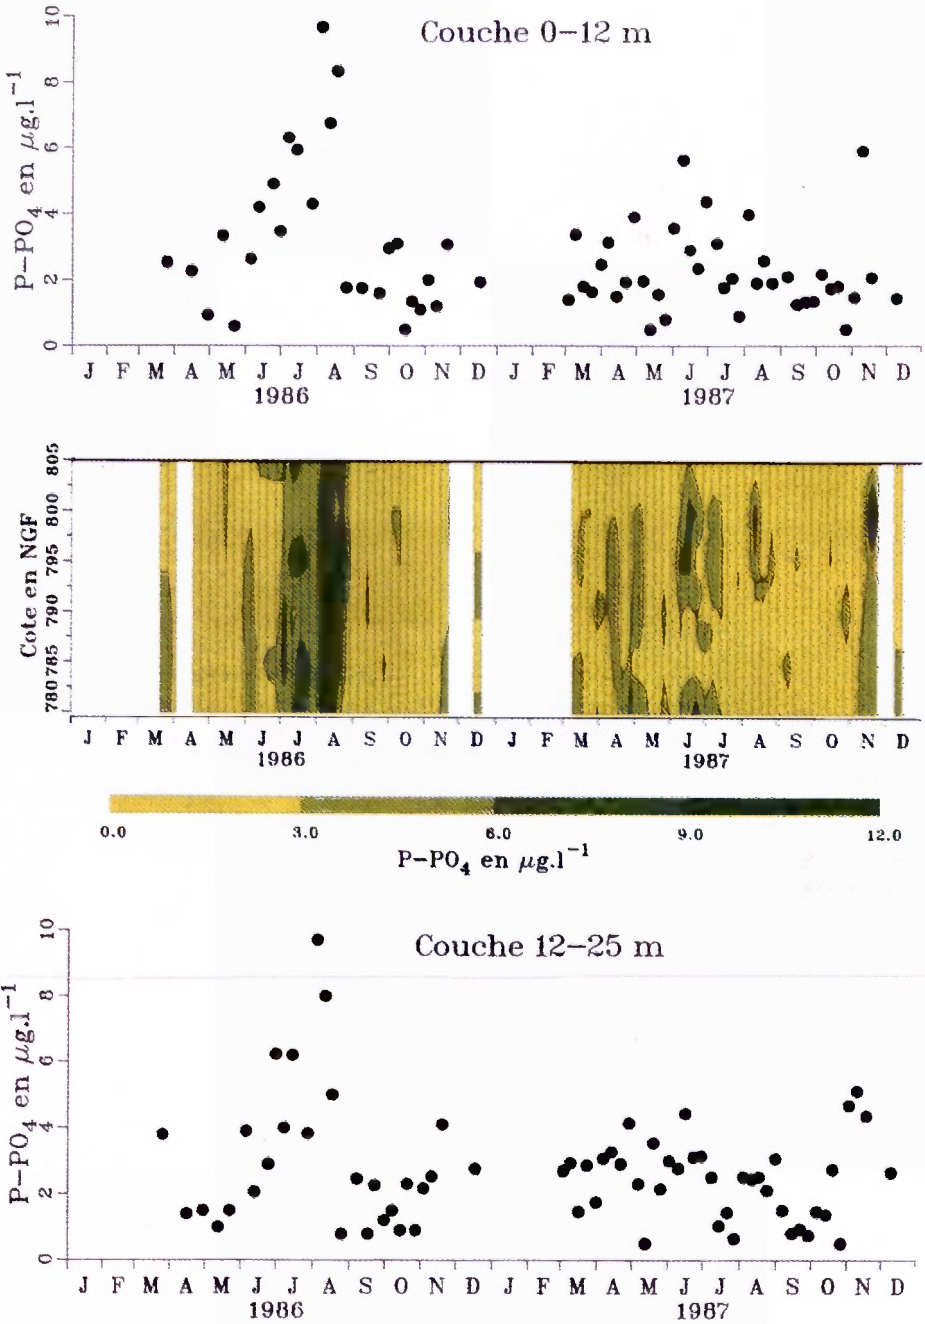 Couche 0-12 m
P-PO4 en µg.l-1
10
8
6
4
2
0
J F M A M J J A S O N D J F M A M J J A S O N D
1986 1987
Cote en NGF
805
800
795
790
785
780
J F M A M J J A S O N D J F M A M J J A S O N D
1986 1987
0.0 3.0 6.0 9.0 12.0
P-PO4 en µg.l-1
Couche 12-25 m
P-PO4 en µg.l-1
10
8
6
4
2
0
J F M A M J J A S O N D J F M A M J J A S O N D
1986 1987